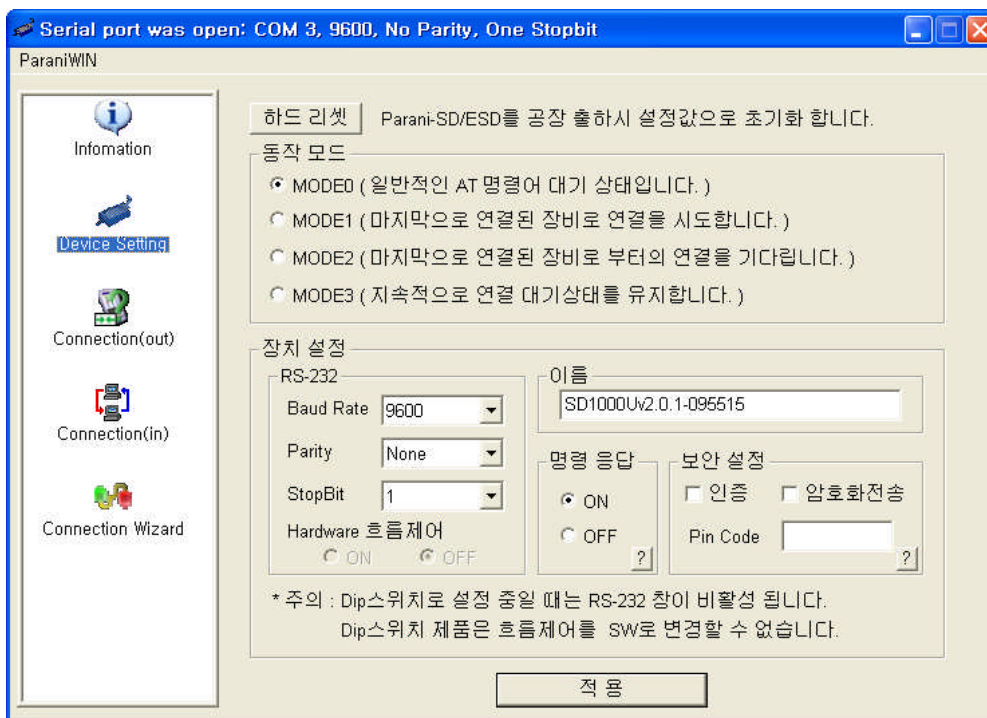 Serial port was open: COM 3, 9600, No Parity, One Stopbit
ParaniWIN
Infomation
Device Setting
Connection(out)
Connection(in)
Connection Wizard
하드 리셋 Parani-SD/ESD를 공장 출하시 설정값으로 초기화 합니다.
동작 모드
MODE0 ( 일반적인 AT 명령어 대기 상태입니다. )
MODE1 ( 마지막으로 연결된 장비로 연결을 시도합니다. )
MODE2 ( 마지막으로 연결된 장비로 부터의 연결을 기다립니다. )
MODE3 ( 지속적으로 연결 대기상태를 유지합니다. )
장치 설정
RS-232
Baud Rate 9600
Parity None
StopBit 1
Hardware 흐름제어
ON OFF
이름
SD1000Uv2.0.1-095515
명령 응답
ON
OFF
?
보안 설정
인증 암호화전송
Pin Code
?
* 주의 : Dip스위치로 설정 중일 때는 RS-232 창이 비활성 됩니다.
Dip스위치 제품은 흐름제어를 SW로 변경할 수 없습니다.
적 용